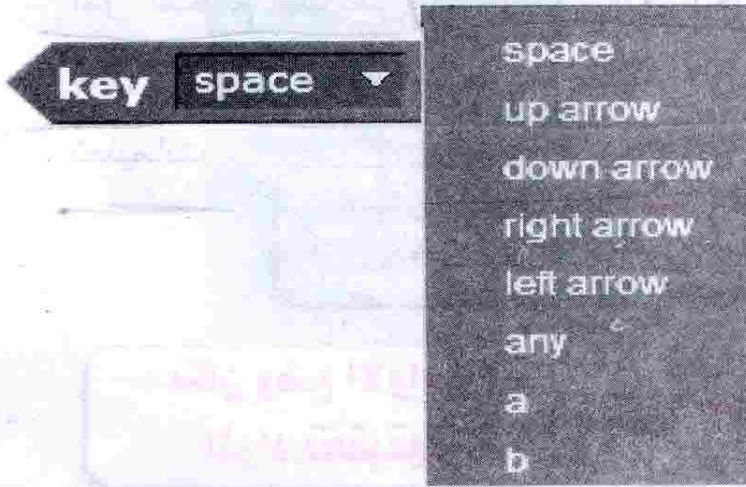 key space
space
up arrow
down arrow
right arrow
left arrow
any
a
b